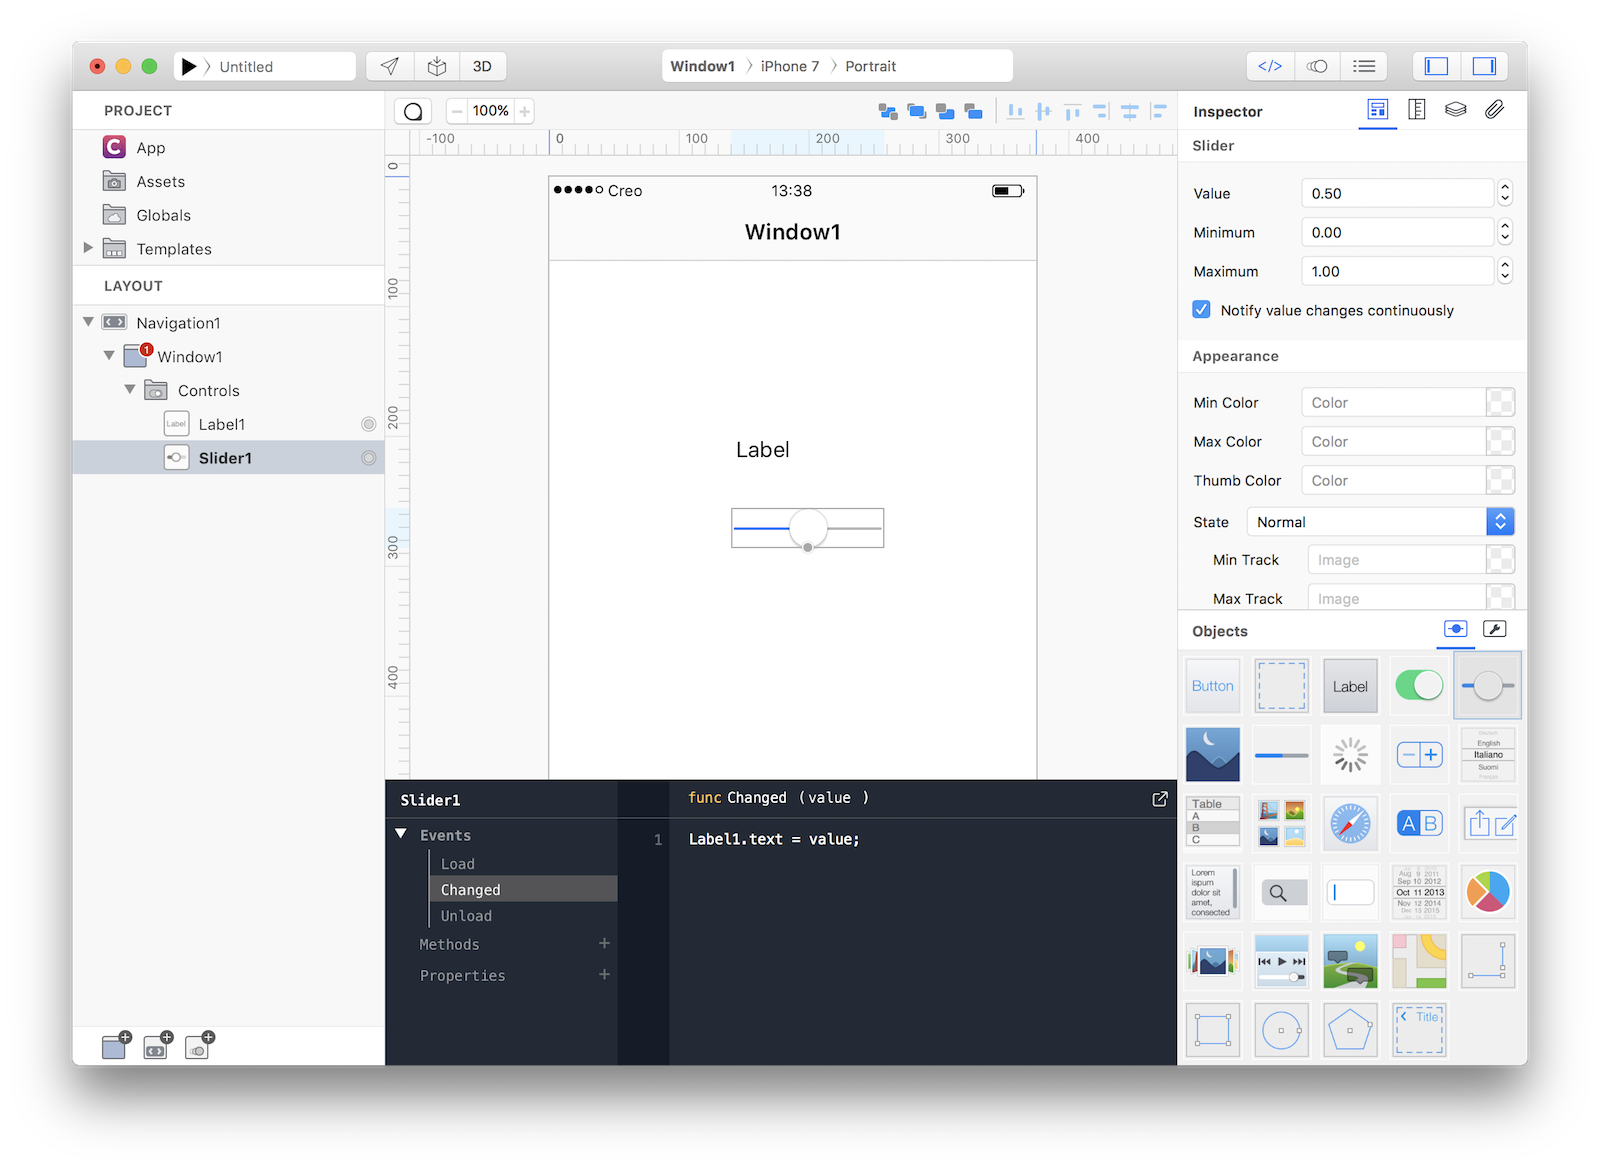 Untitled
3D
Window1 iPhone 7 Portrait
</>
PROJECT
App
Assets
Globals
Templates
LAYOUT
Navigation1
1
Window1
Controls
Label
Label1
Slider1
100%
-100 0 100 200 300 400
0
100
200
300
400
Creo 13:38
Window1
Label
Slider1
Events
Load
Changed
Unload
Methods
Properties
func Changed (value )
1 Label1.text = value;
Inspector
Slider
Value 0.50
Minimum 0.00
Maximum 1.00
Notify value changes continuously
Appearance
Min Color Color
Max Color Color
Thumb Color Color
State Normal
Min Track Image
Max Track Image
Objects
Button
Label
English
Italiano
Suomi
Table
A
B
C
A B
Lorem
ispum
dolor sit
amet,
consected
Aug 9 2011
Sep 10 2012
Oct 11 2013
Nov 12 2014
Dec 13 2015
Title